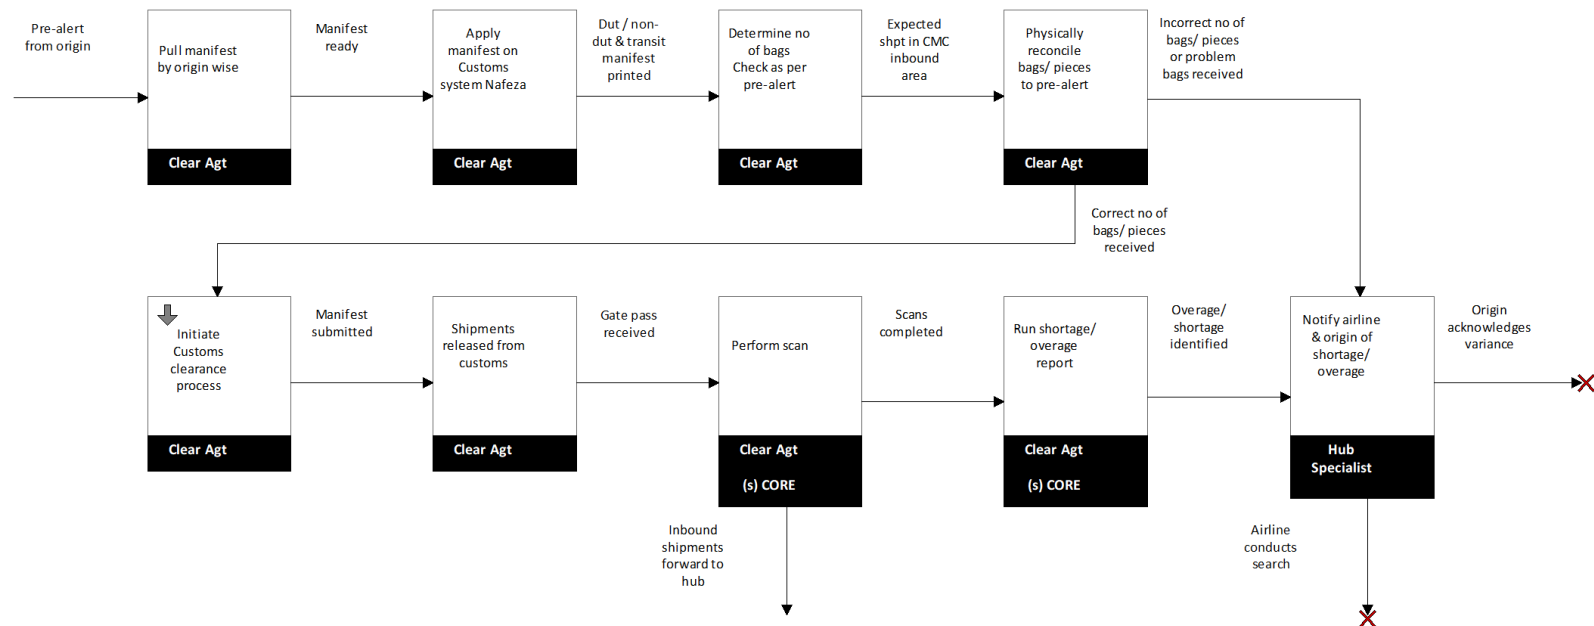 Pre-alert
from origin
Pull manifest
by origin wise
Clear Agt
Manifest
ready
Apply
manifest on
Customs
system Nafeza
Clear Agt
Dut / non-
dut & transit
manifest
printed
Determine no
of bags
Check as per
pre-alert
Clear Agt
Expected
shpt in CMC
inbound
area
Physically
reconcile
bags/ pieces
to pre-alert
Clear Agt
Incorrect no of
bags/ pieces
or problem
bags received
Correct no of
bags/ pieces
received
Initiate
Customs
clearance
process
Clear Agt
Manifest
submitted
Shipments
released from
customs
Clear Agt
Gate pass
received
Perform scan
Clear Agt
(s) CORE
Inbound
shipments
forward to
hub
Scans
completed
Run shortage/
overage
report
Clear Agt
(s) CORE
Overage/
shortage
identified
Notify airline
& origin of
shortage/
overage
Hub
Specialist
Origin
acknowledges
variance
Airline
conducts
search